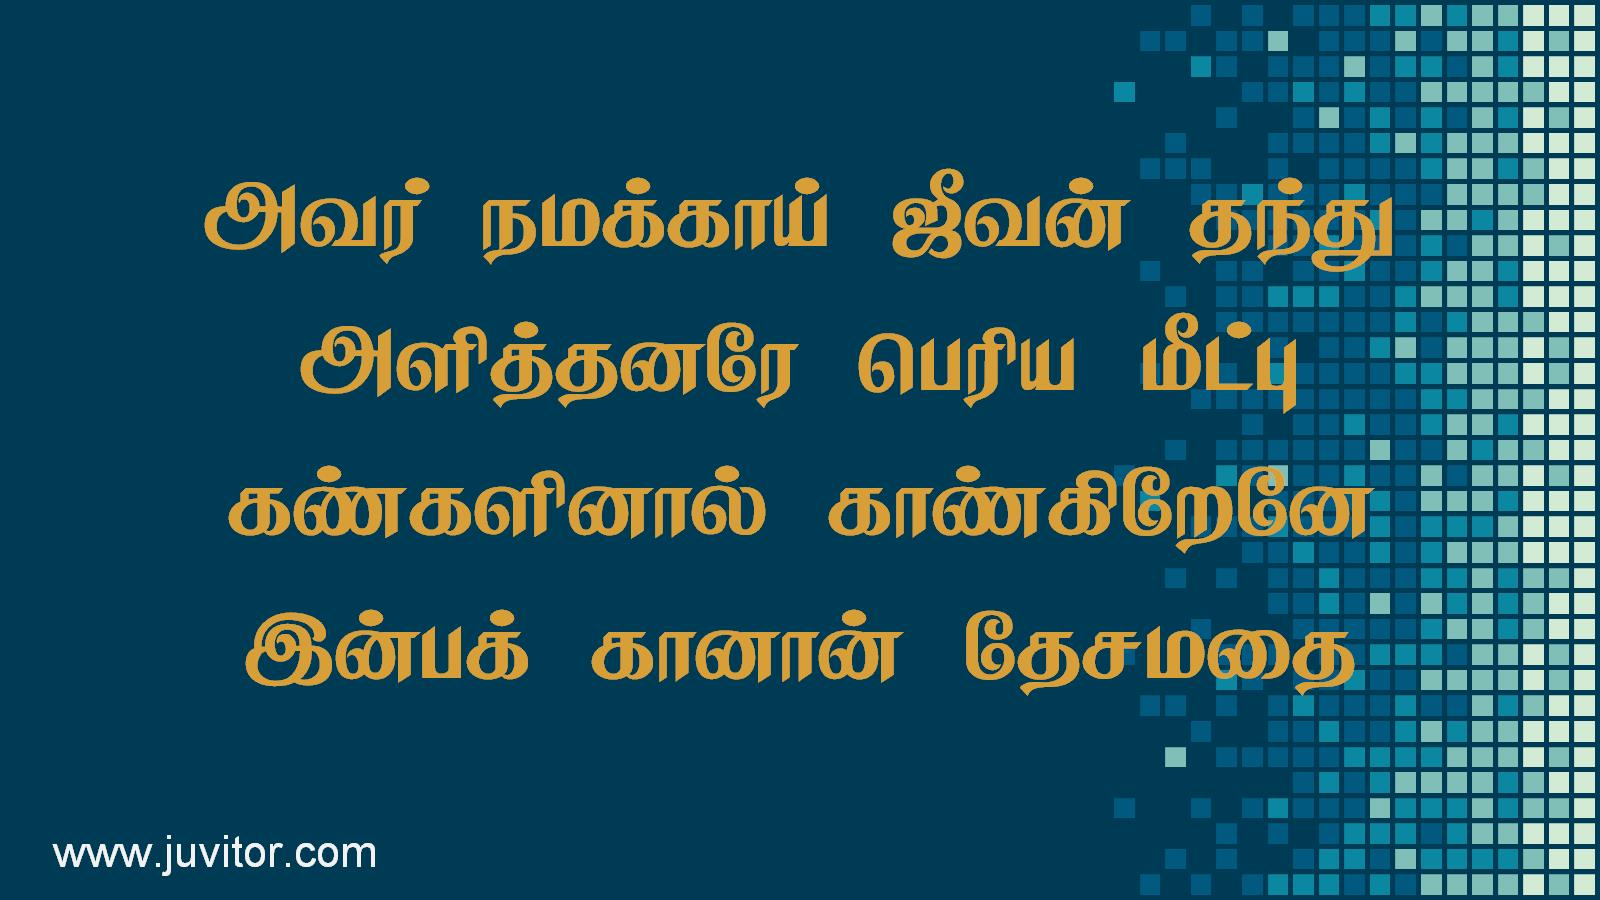 அவர் நமக்காய் ஜீவன் தந்து
அளித்தனரே பெரிய மீட்பு
கண்களினால் காண்கிறேனே
இன்பக் கானான் தேசமதை
www.juvitor.com